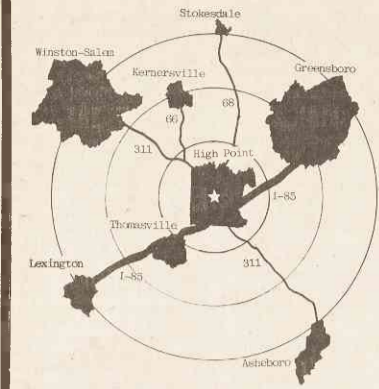 Stokesdale
Winston-Salem
Kernersville
Greensboro
68
66
311
High Point
I-85
Thomasville
Lexington
I-85
311
Asheboro